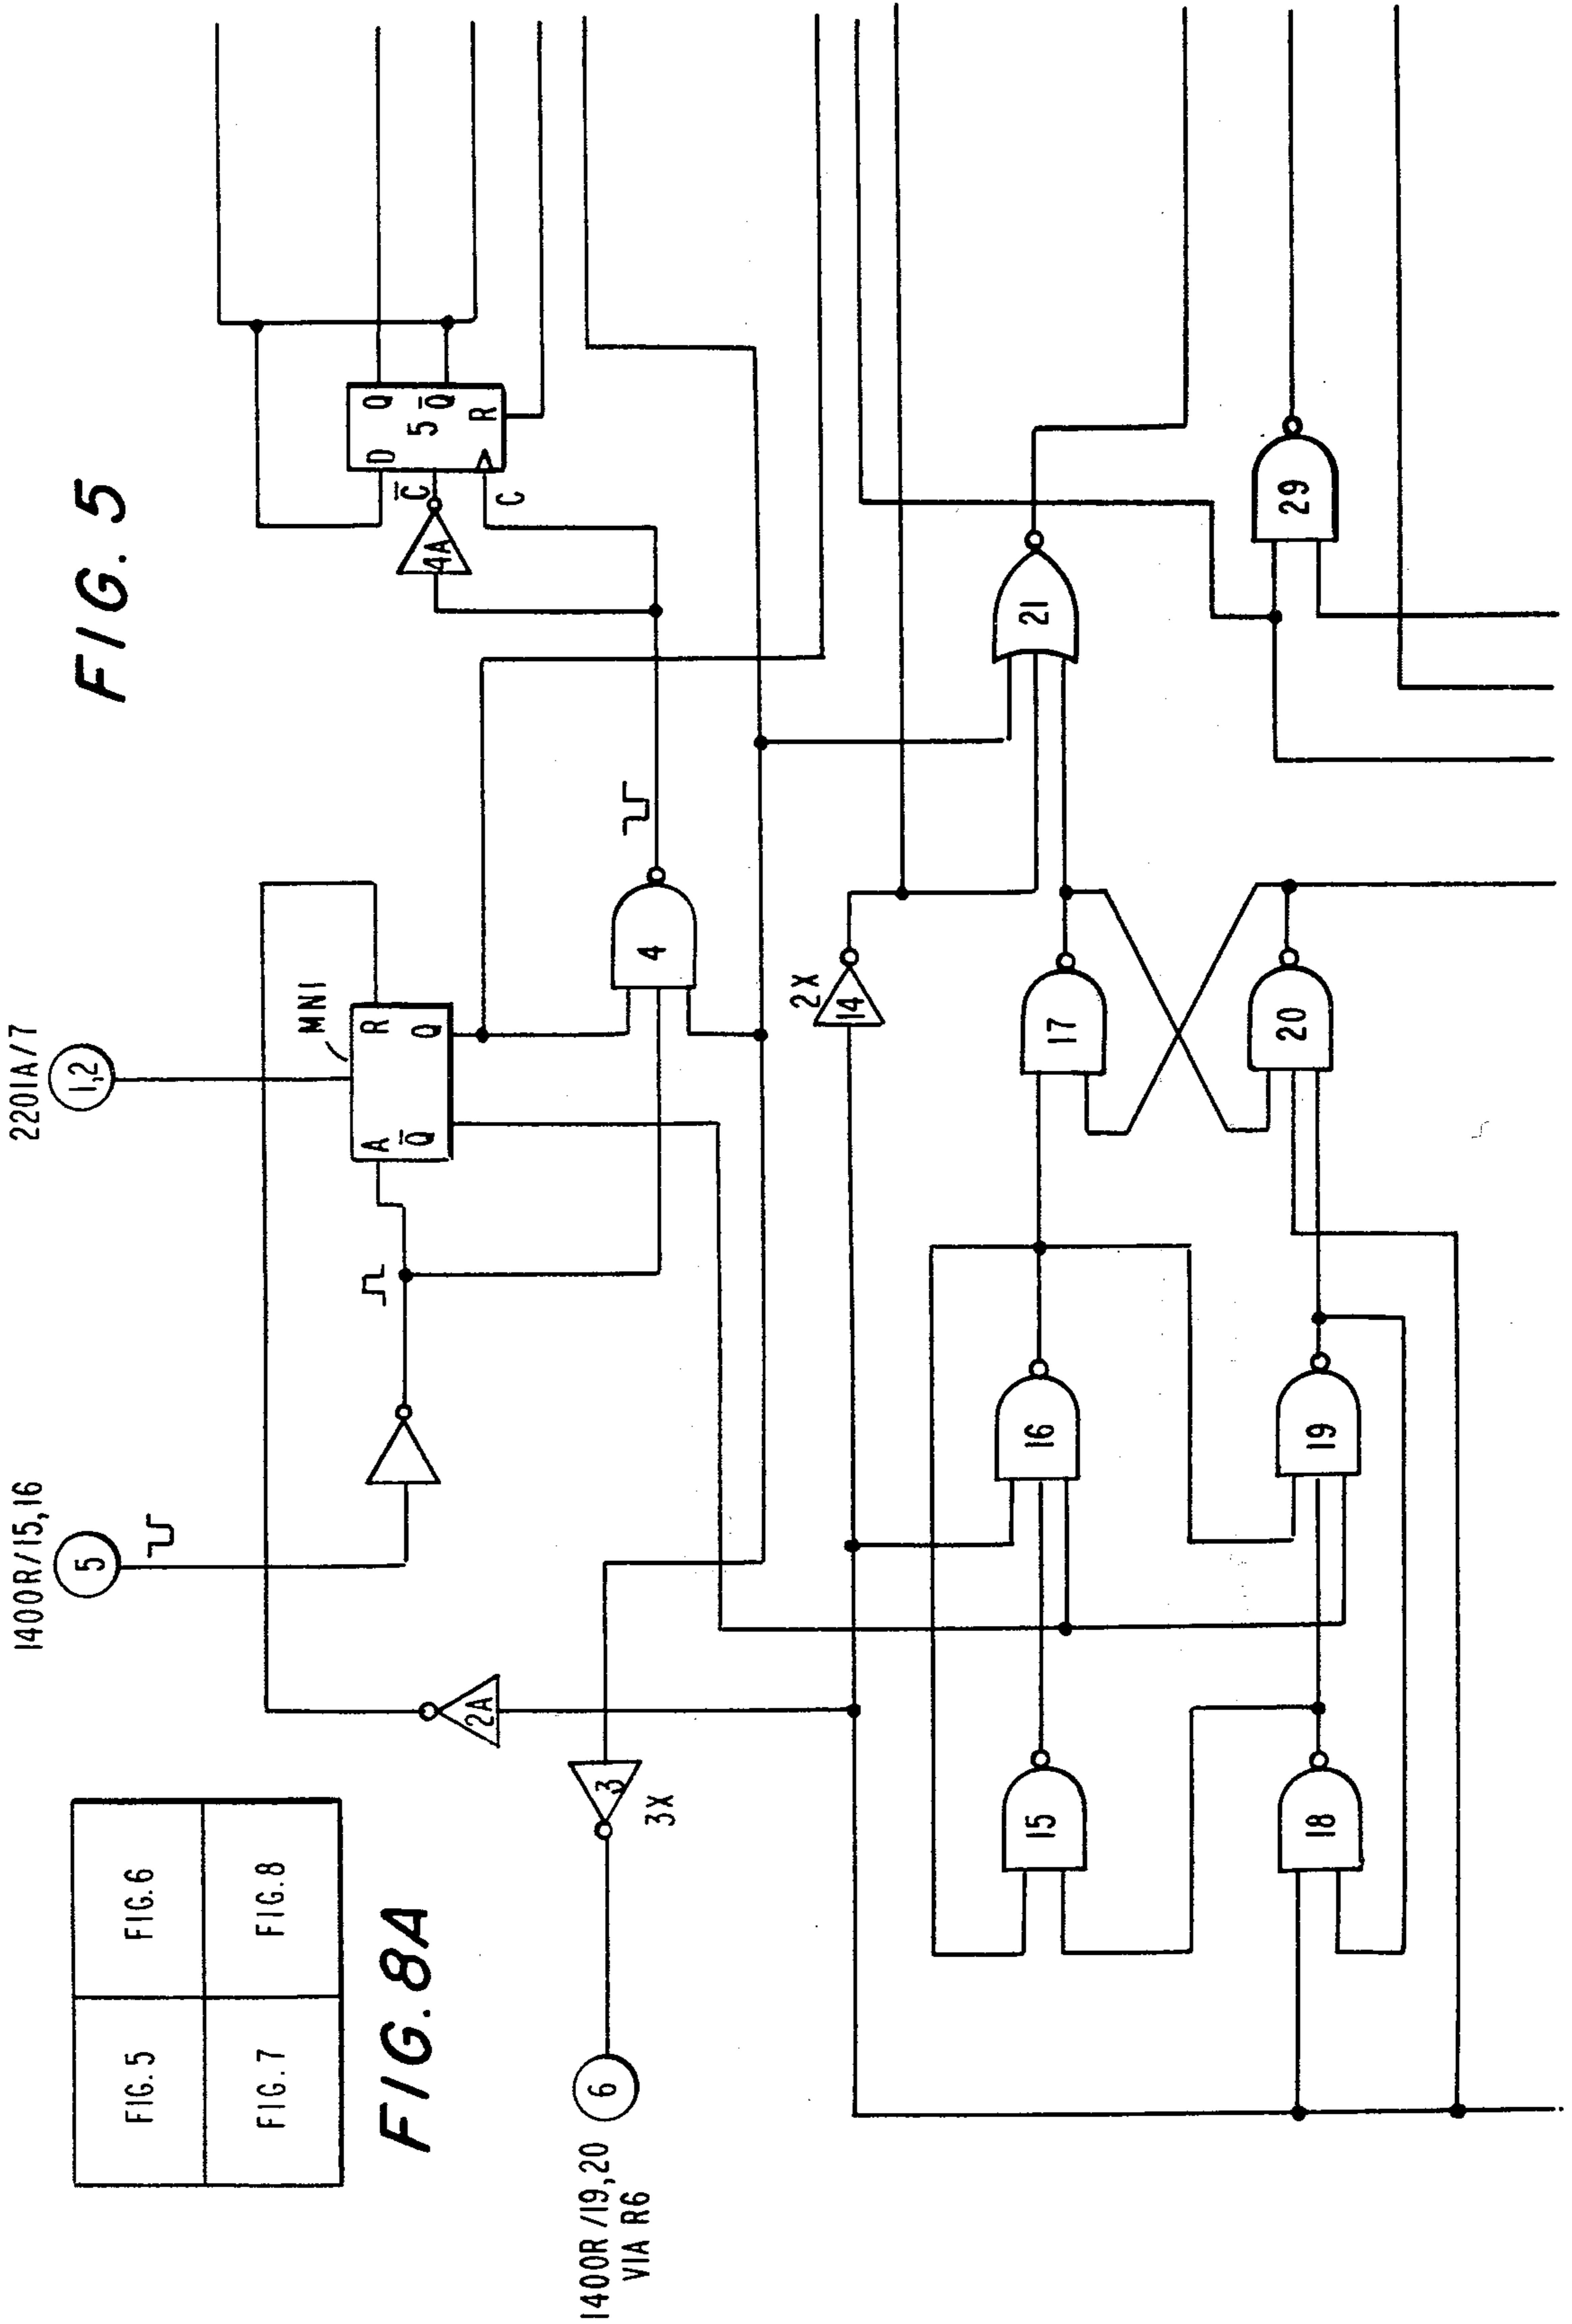 FIG. 5
2201A/7
1,2
MN1
A
R
Q̅
Q
1400R/15,16
5
D
Q
5
Q̅
R
C̅
C
4A
4
2A
3
3X
6
1400R/19,20
VIA R6
2X
14
15
16
17
18
19
20
21
29
FIG.5
FIG.6
FIG.7
FIG.8
FIG. 8A